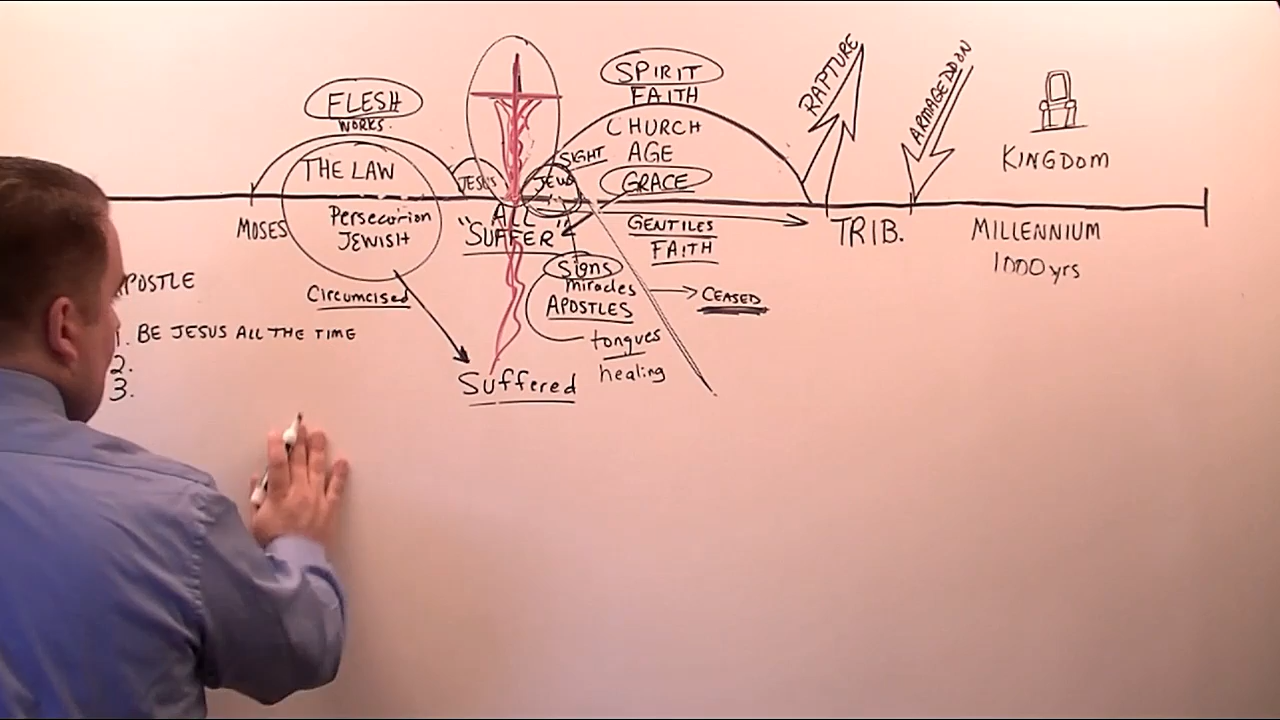 FLESH
WORKS.
THE LAW
MOSES
Persecution
JEWISH
Circumcised
JESUS
ALL
"SUFFER"
Suffered
SIGHT
JEWS
SPIRIT
FAITH
CHURCH
AGE
GRACE
GENTILES
FAITH
Signs
miracles
APOSTLES
tongues
healing
CEASED
RAPTURE
TRIB.
ARMAGEDDON
KINGDOM
MILLENNIUM
1000 yrs
POSTLE
1. BE JESUS ALL THE TIME
2.
3.